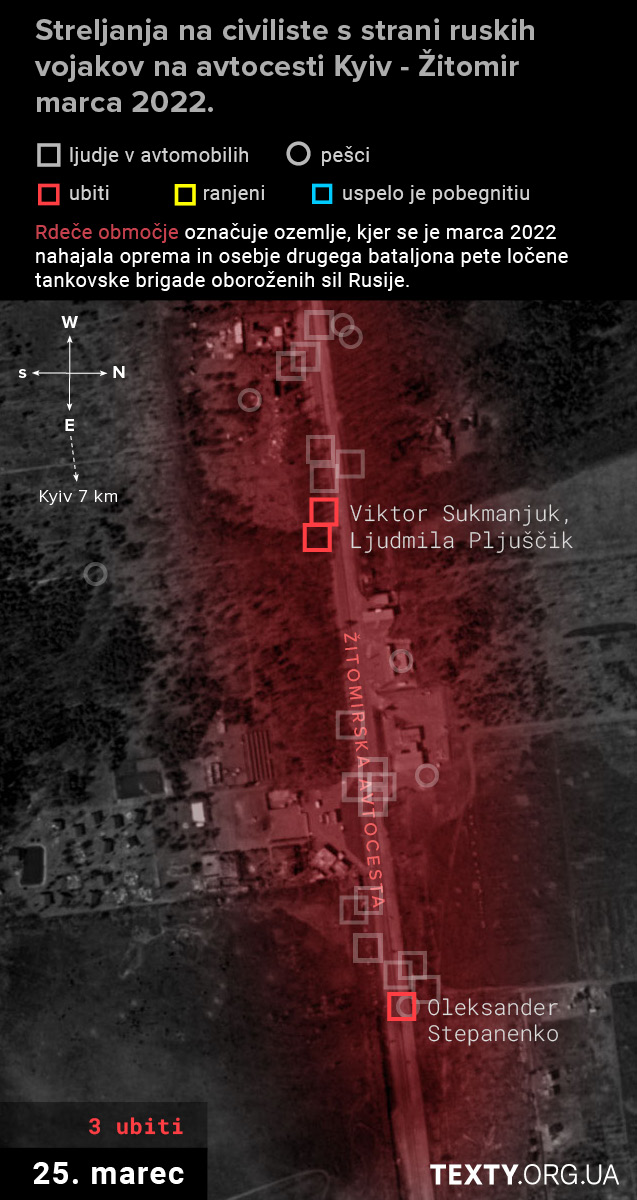 Streljanja na civiliste s strani ruskih
vojakov na avtocesti Kyiv - Žitomir
marca 2022.
ljudje v avtomobilih pešci
ubiti ranjeni uspelo je pobegnitiu
Rdeče območje označuje ozemlje, kjer se je marca 2022
nahajala oprema in osebje drugega bataljona pete ločene
tankovske brigade oboroženih sil Rusije.
W
s N
E
Kyiv 7 km
Viktor Sukmanjuk,
Ljudmila Pljuščik
ŽITOMIRSKA AVTOCESTA
Oleksander
Stepanenko
3 ubiti
25. marec
TEXTY.ORG.UA